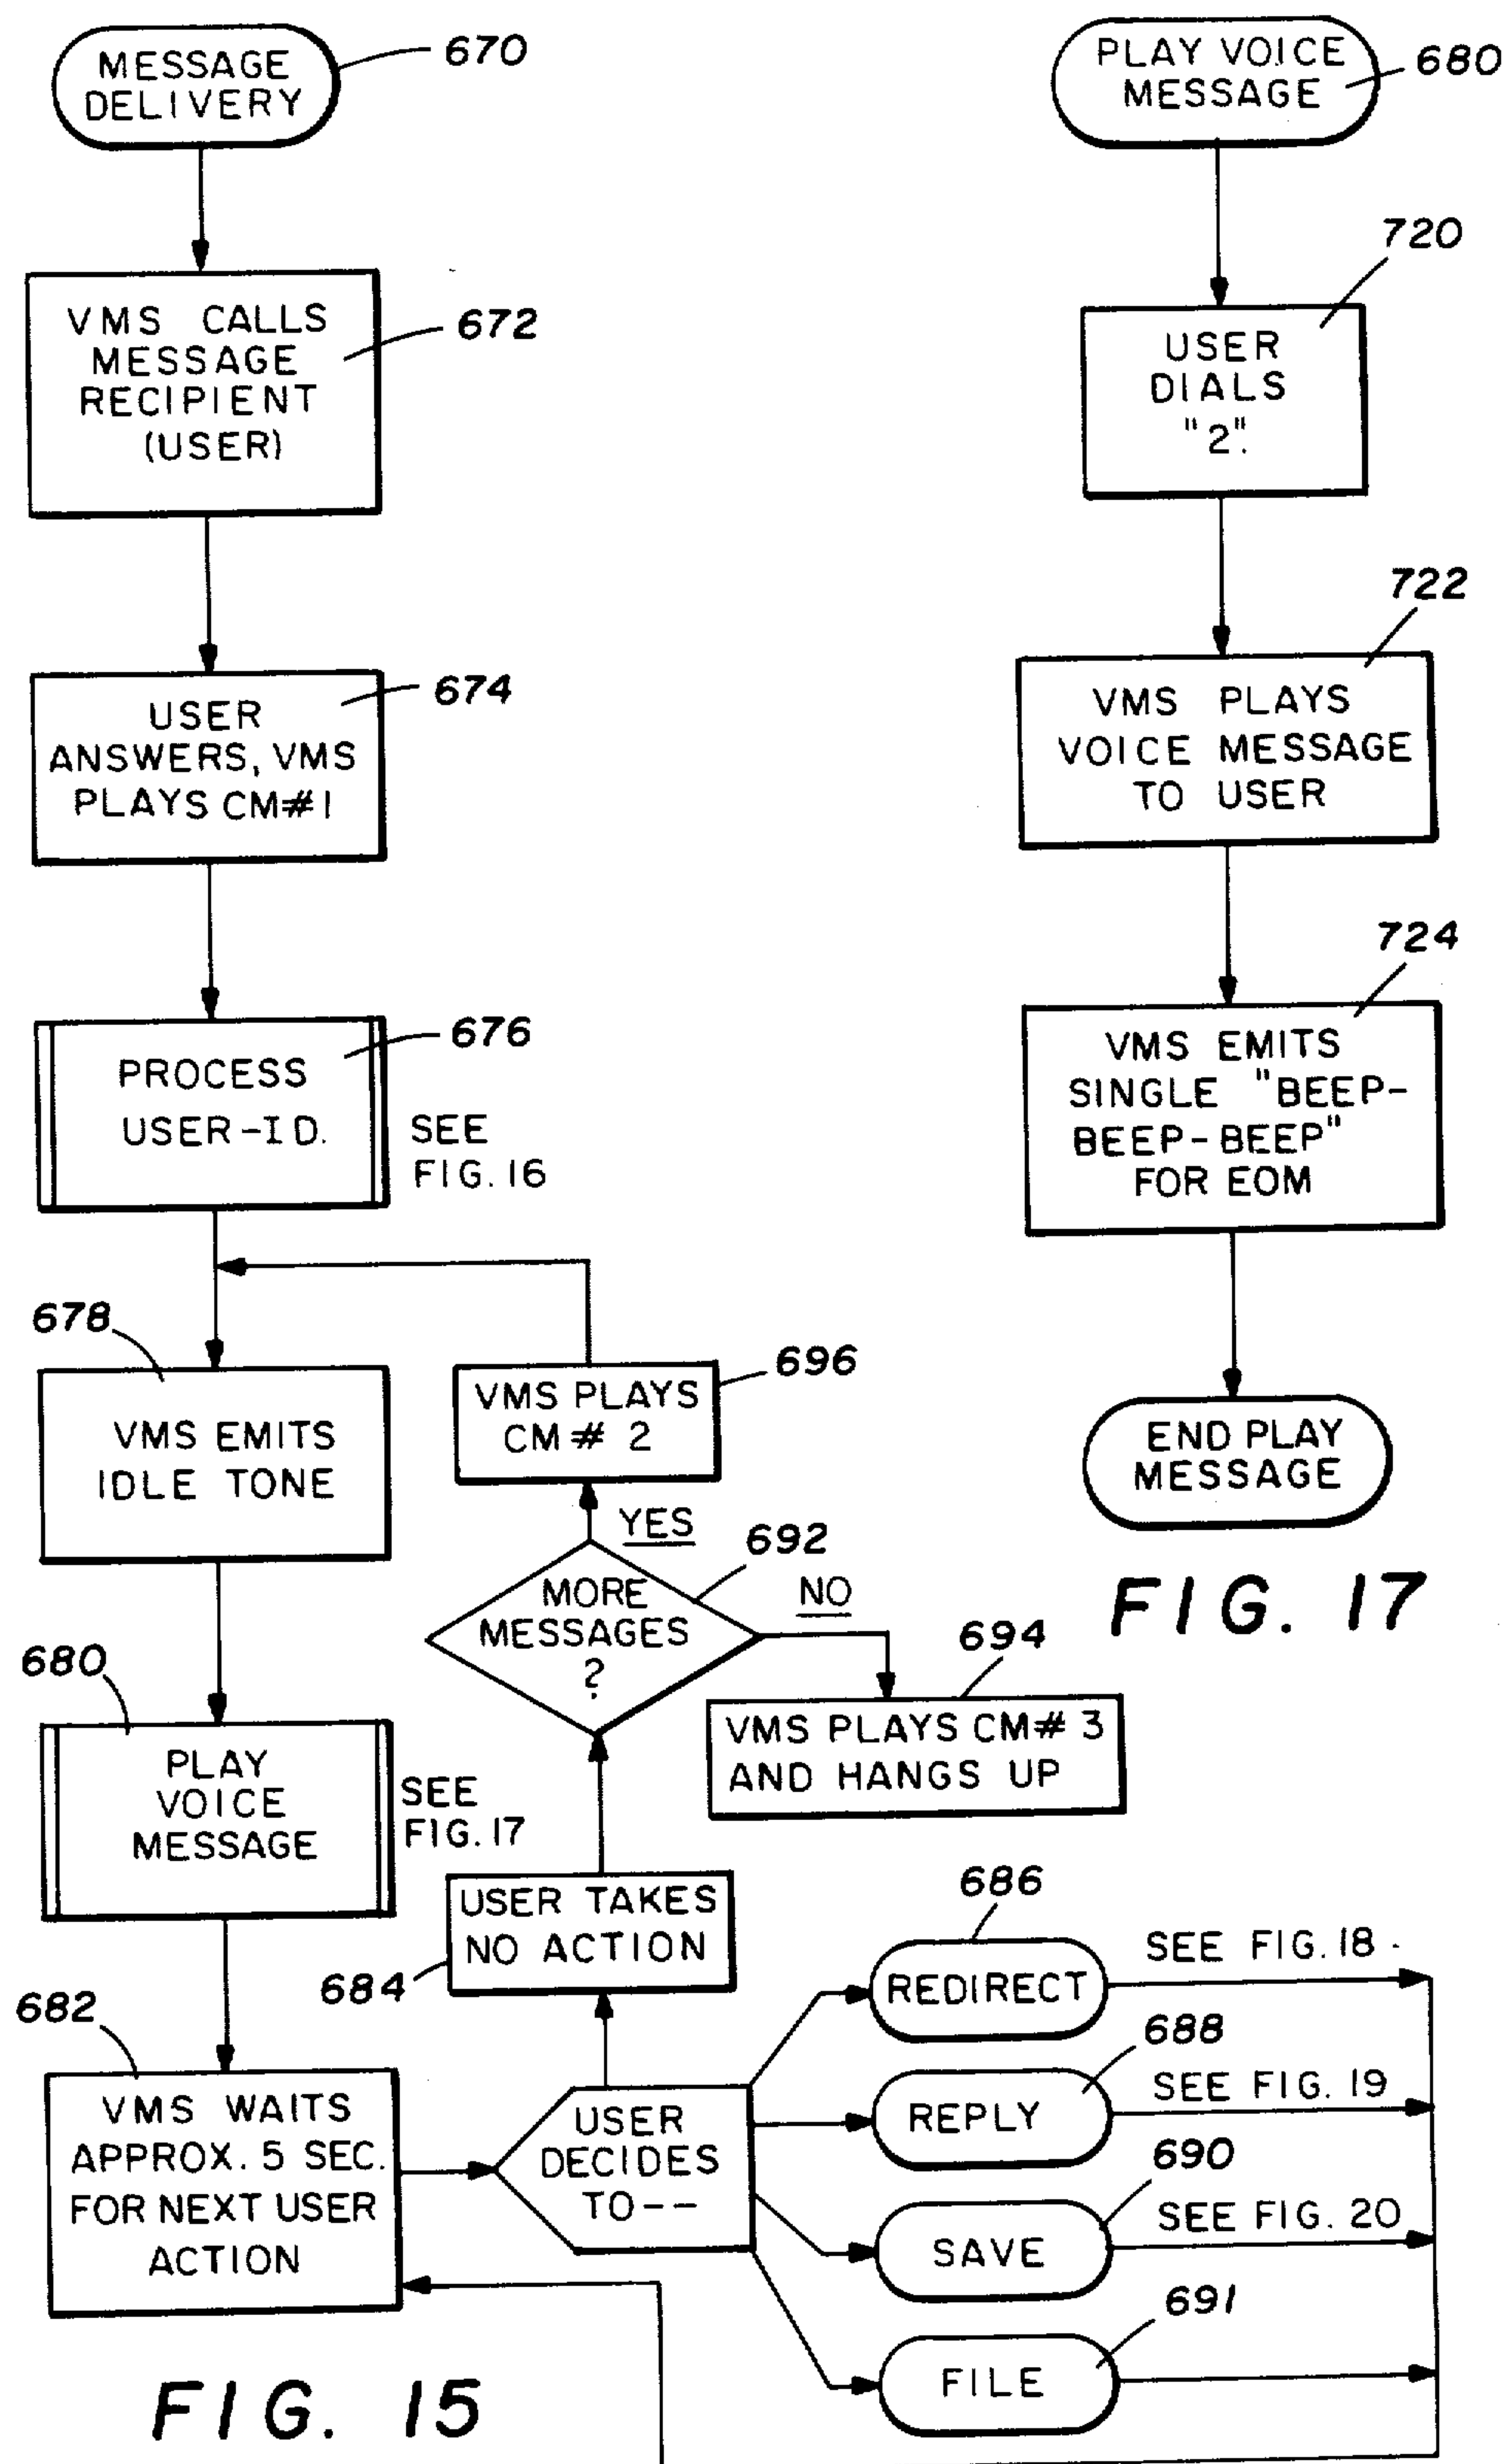 MESSAGE
DELIVERY
670
VMS CALLS
MESSAGE
RECIPIENT
(USER)
672
USER
ANSWERS, VMS
PLAYS CM#1
674
PROCESS
USER-ID.
676
SEE
FIG. 16
678
VMS EMITS
IDLE TONE
VMS PLAYS
CM# 2
696
YES
MORE
MESSAGES
?
692
NO
694
VMS PLAYS CM# 3
AND HANGS UP
680
PLAY
VOICE
MESSAGE
SEE
FIG. 17
USER TAKES
NO ACTION
684
682
VMS WAITS
APPROX. 5 SEC.
FOR NEXT USER
ACTION
USER
DECIDES
TO--
686
REDIRECT
SEE FIG. 18
688
REPLY
SEE FIG. 19
690
SAVE
SEE FIG. 20
691
FILE
FIG. 15
PLAY VOICE
MESSAGE
680
720
USER
DIALS
"2".
722
VMS PLAYS
VOICE MESSAGE
TO USER
724
VMS EMITS
SINGLE "BEEP-
BEEP-BEEP"
FOR EOM
END PLAY
MESSAGE
FIG. 17